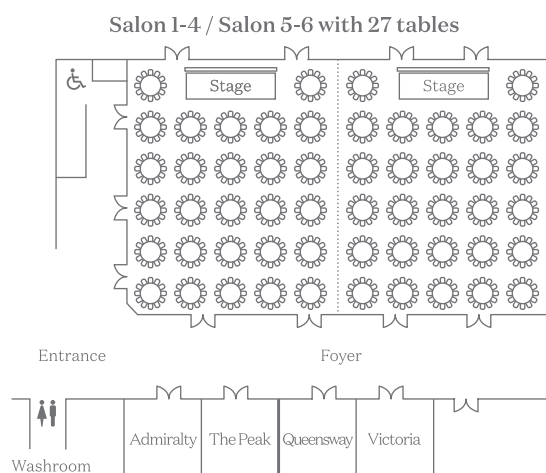 Salon 1-4 / Salon 5-6 with 27 tables
Stage
Stage
Entrance
Foyer
Admiralty
The Peak
Queensway
Victoria
Washroom